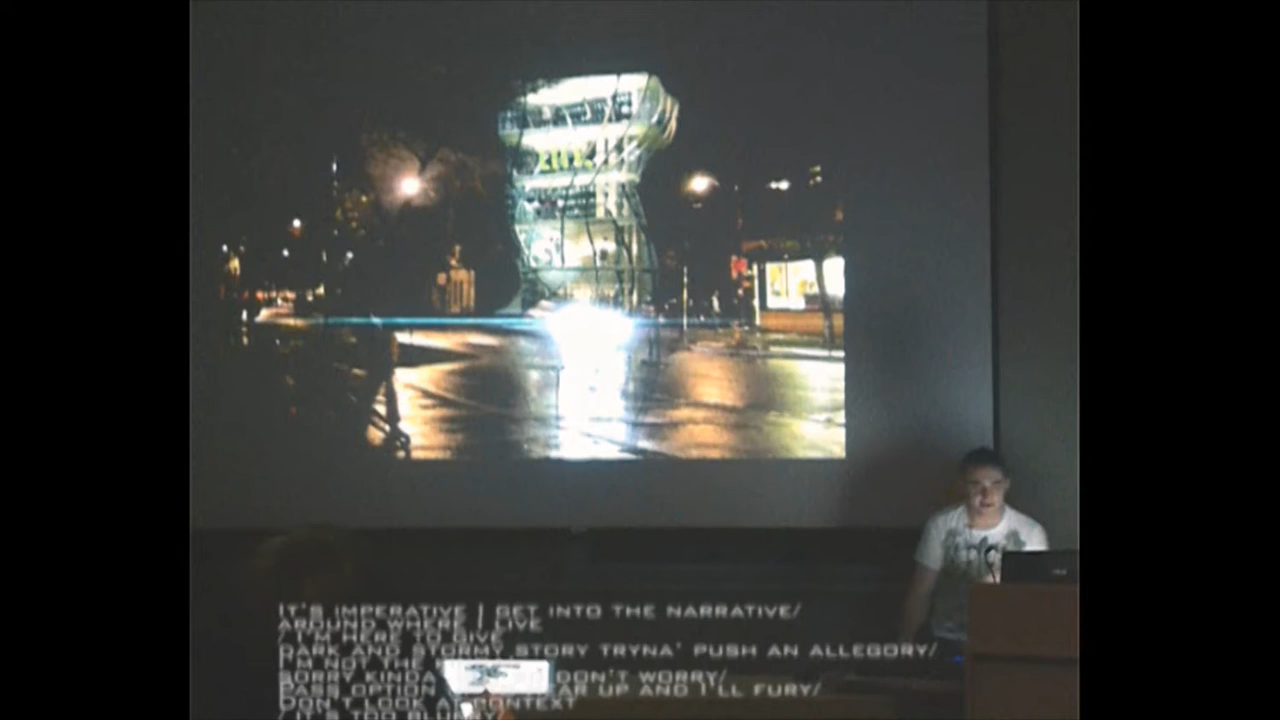 It's imperative I get into the narrative/
around where I live
/ I'm here to give
dark and stormy story tryna' push an allegory/
I'm not the
sorry kinda don't worry/
Pass option ear up and I'll fury/
Don't look at context
/ It's too blurry/